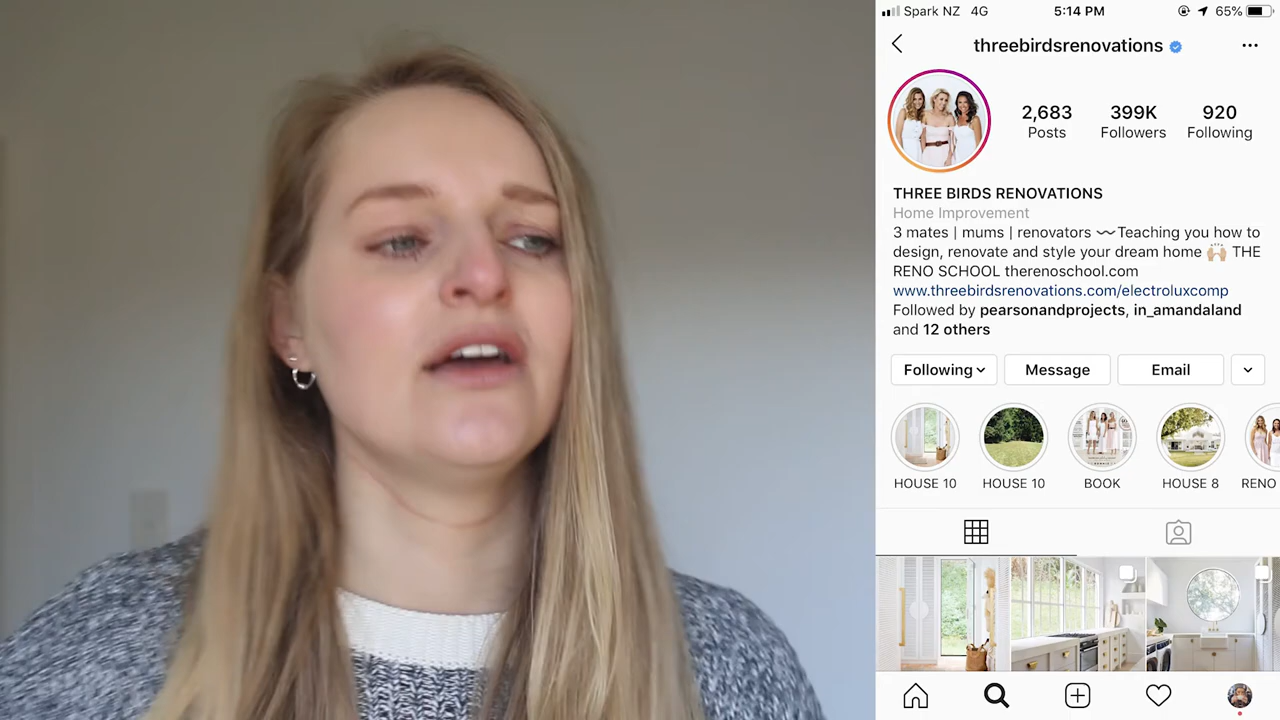 Spark NZ 4G 5:14 PM 65%
threebirdsrenovations
2,683 399K 920
Posts Followers Following
THREE BIRDS RENOVATIONS
Home Improvement
3 mates | mums | renovators 〰️Teaching you how to
design, renovate and style your dream home 🙌🏼 THE
RENO SCHOOL therenoschool.com
www.threebirdsrenovations.com/electroluxcomp
Followed by pearsonandprojects, in_amandaland
and 12 others
Following Message Email
HOUSE 10 HOUSE 10 BOOK HOUSE 8 RENO